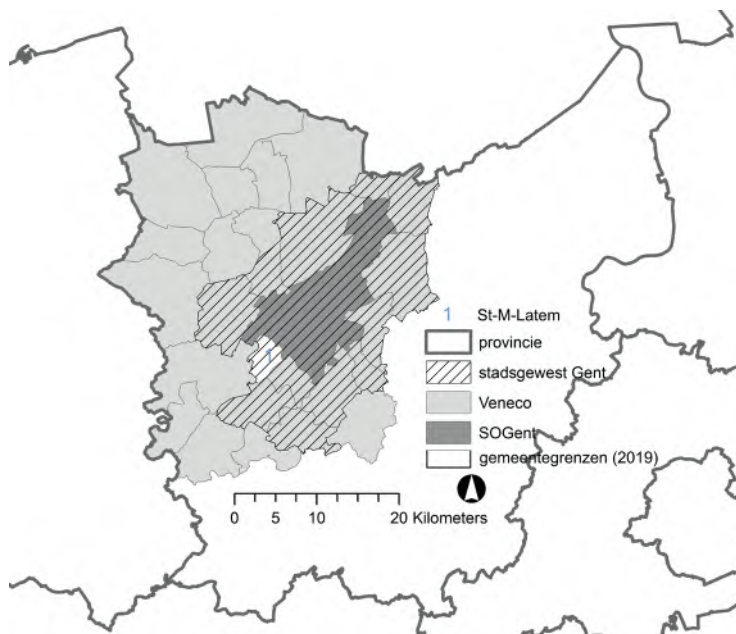 1 St-M-Latem
provincie
stadsgewest Gent
Veneco
SOGent
gemeentegrenzen (2019)
1
0 5 10 20 Kilometers